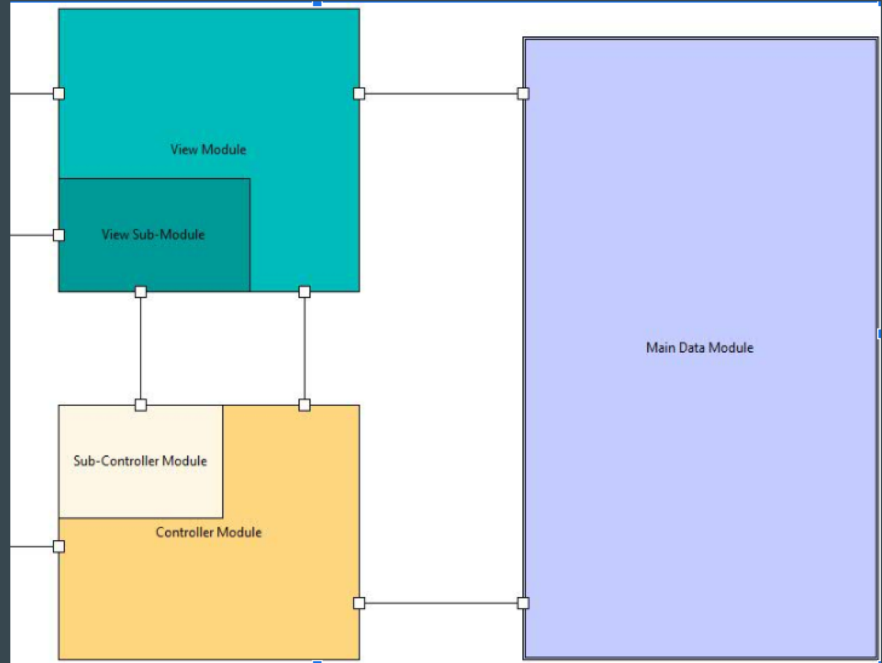 View Module
View Sub-Module
Main Data Module
Sub-Controller Module
Controller Module